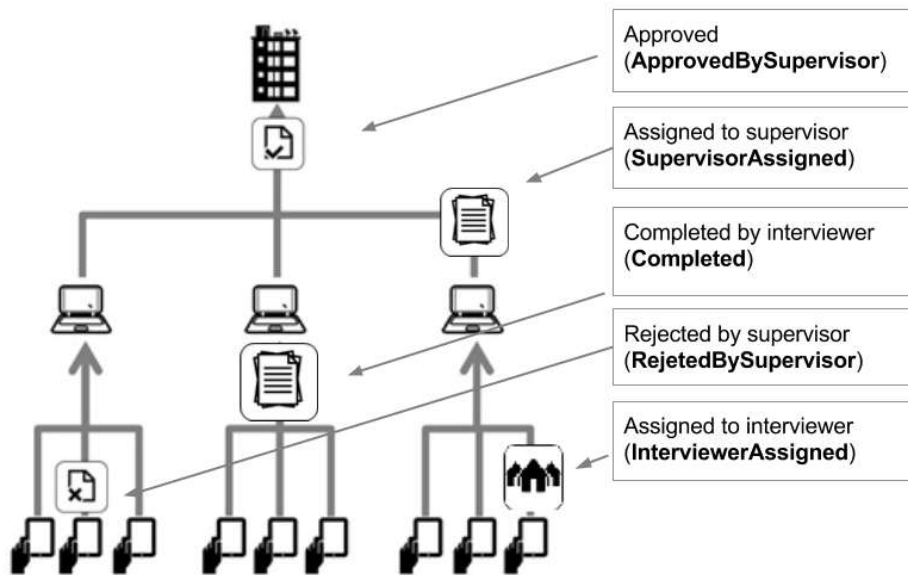 Approved
(ApprovedBySupervisor)
Assigned to supervisor
(SupervisorAssigned)
Completed by interviewer
(Completed)
Rejected by supervisor
(RejetedBySupervisor)
Assigned to interviewer
(InterviewerAssigned)